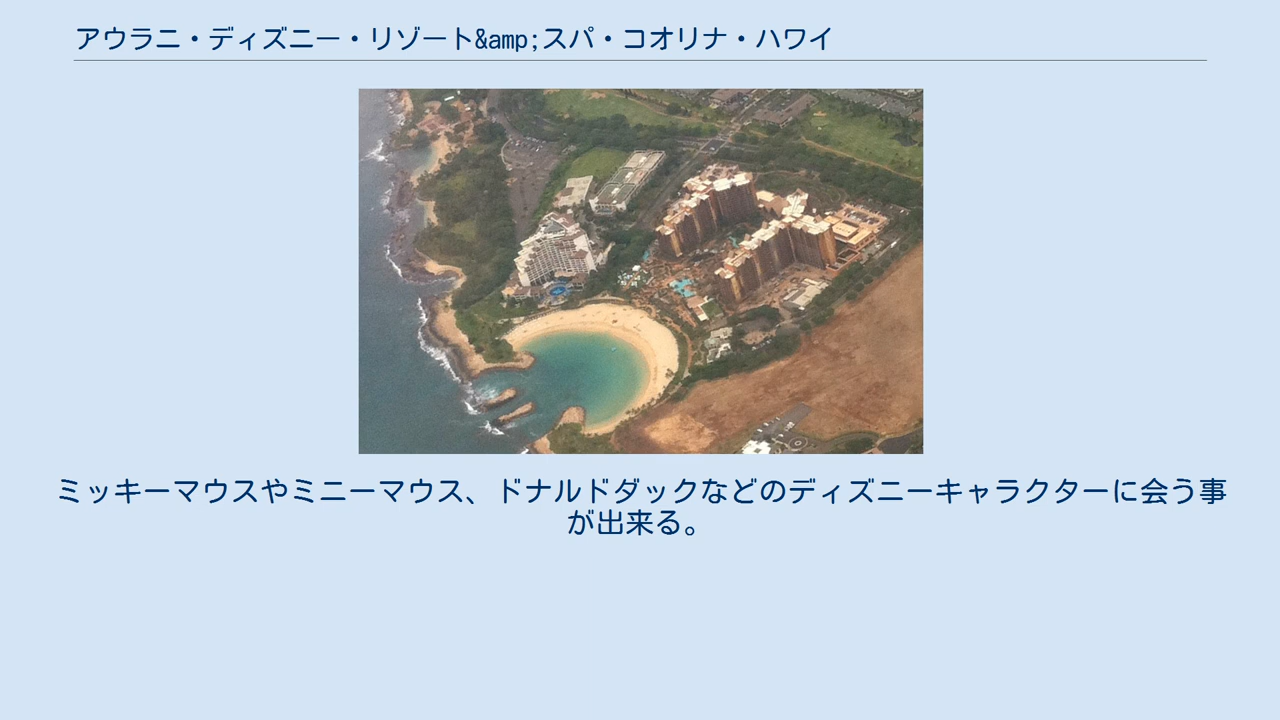 アウラニ・ディズニー・リゾート&amp;スパ・コオリナ・ハワイ
ミッキーマウスやミニーマウス、ドナルドダックなどのディズニーキャラクターに会う事
が出来る。